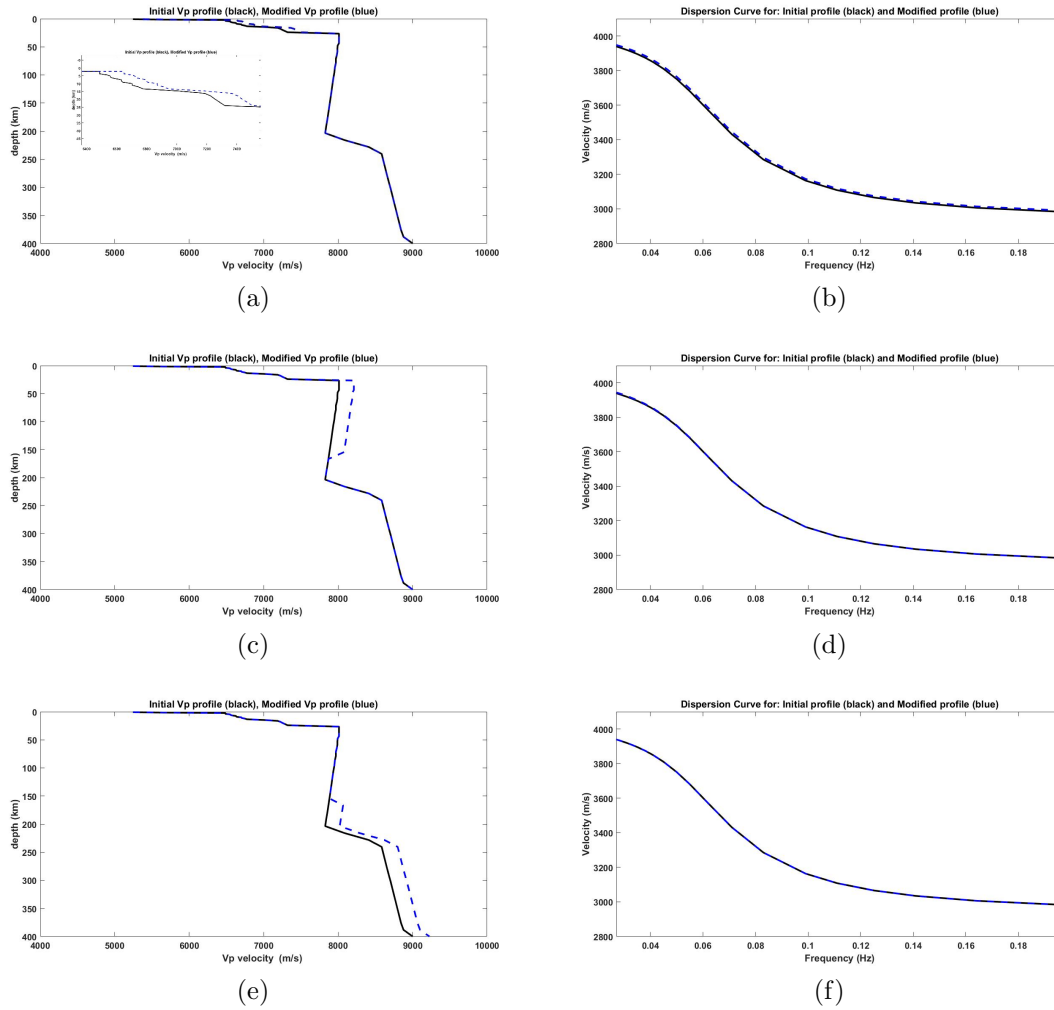 Initial Vp profile (black), Modified Vp profile (blue)
0
50
100
150
200
250
300
350
400
depth (km)
4000 5000 6000 7000 8000 9000 10000
Vp velocity (m/s)
Initial Vp profile (black), Modified Vp profile (blue)
depth (km)
Vp velocity (m/s)
(a)
Dispersion Curve for: Initial profile (black) and Modified profile (blue)
4000
3800
3600
3400
3200
3000
2800
Velocity (m/s)
0.04 0.06 0.08 0.1 0.12 0.14 0.16 0.18
Frequency (Hz)
(b)
Initial Vp profile (black), Modified Vp profile (blue)
0
50
100
150
200
250
300
350
400
depth (km)
4000 5000 6000 7000 8000 9000 10000
Vp velocity (m/s)
(c)
Dispersion Curve for: Initial profile (black) and Modified profile (blue)
4000
3800
3600
3400
3200
3000
2800
Velocity (m/s)
0.04 0.06 0.08 0.1 0.12 0.14 0.16 0.18
Frequency (Hz)
(d)
Initial Vp profile (black), Modified Vp profile (blue)
0
50
100
150
200
250
300
350
400
depth (km)
4000 5000 6000 7000 8000 9000 10000
Vp velocity (m/s)
(e)
Dispersion Curve for: Initial profile (black) and Modified profile (blue)
4000
3800
3600
3400
3200
3000
2800
Velocity (m/s)
0.04 0.06 0.08 0.1 0.12 0.14 0.16 0.18
Frequency (Hz)
(f)